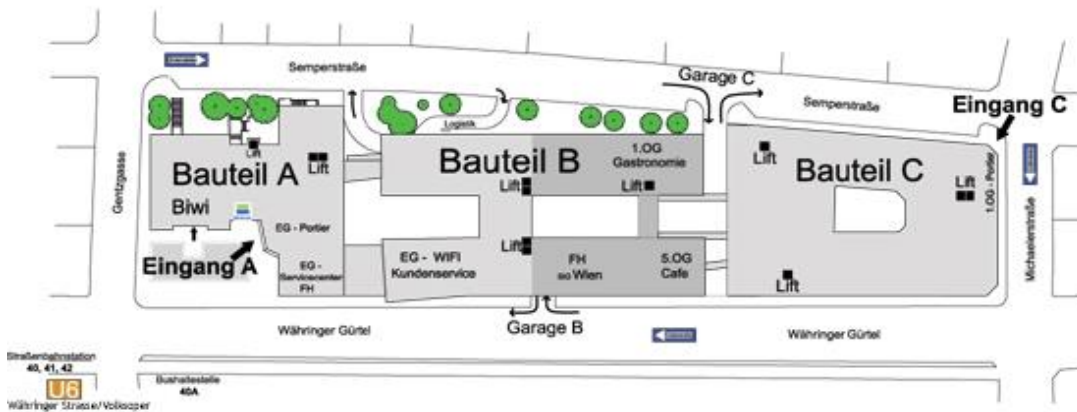 Semperstraße
Garage C
Semperstraße
Eingang C
Logistik
Lift
Lift
Bauteil A
Bauteil B
1.OG
Gastronomie
Lift
Bauteil C
Lift
1.OG - Portier
Gentzgasse
Biwi
Lift
Lift
Michaelerstraße
EG - Portier
Eingang A
EG -
Servicecenter
FH
Lift
EG - WIFI
Kundenservice
FH
Wien
5.OG
Cafe
Lift
Währinger Gürtel
Garage B
Währinger Gürtel
Straßenbahnstation
40, 41, 42
U6
Währinger Strasse/Volksoper
Bushaltestelle
40A